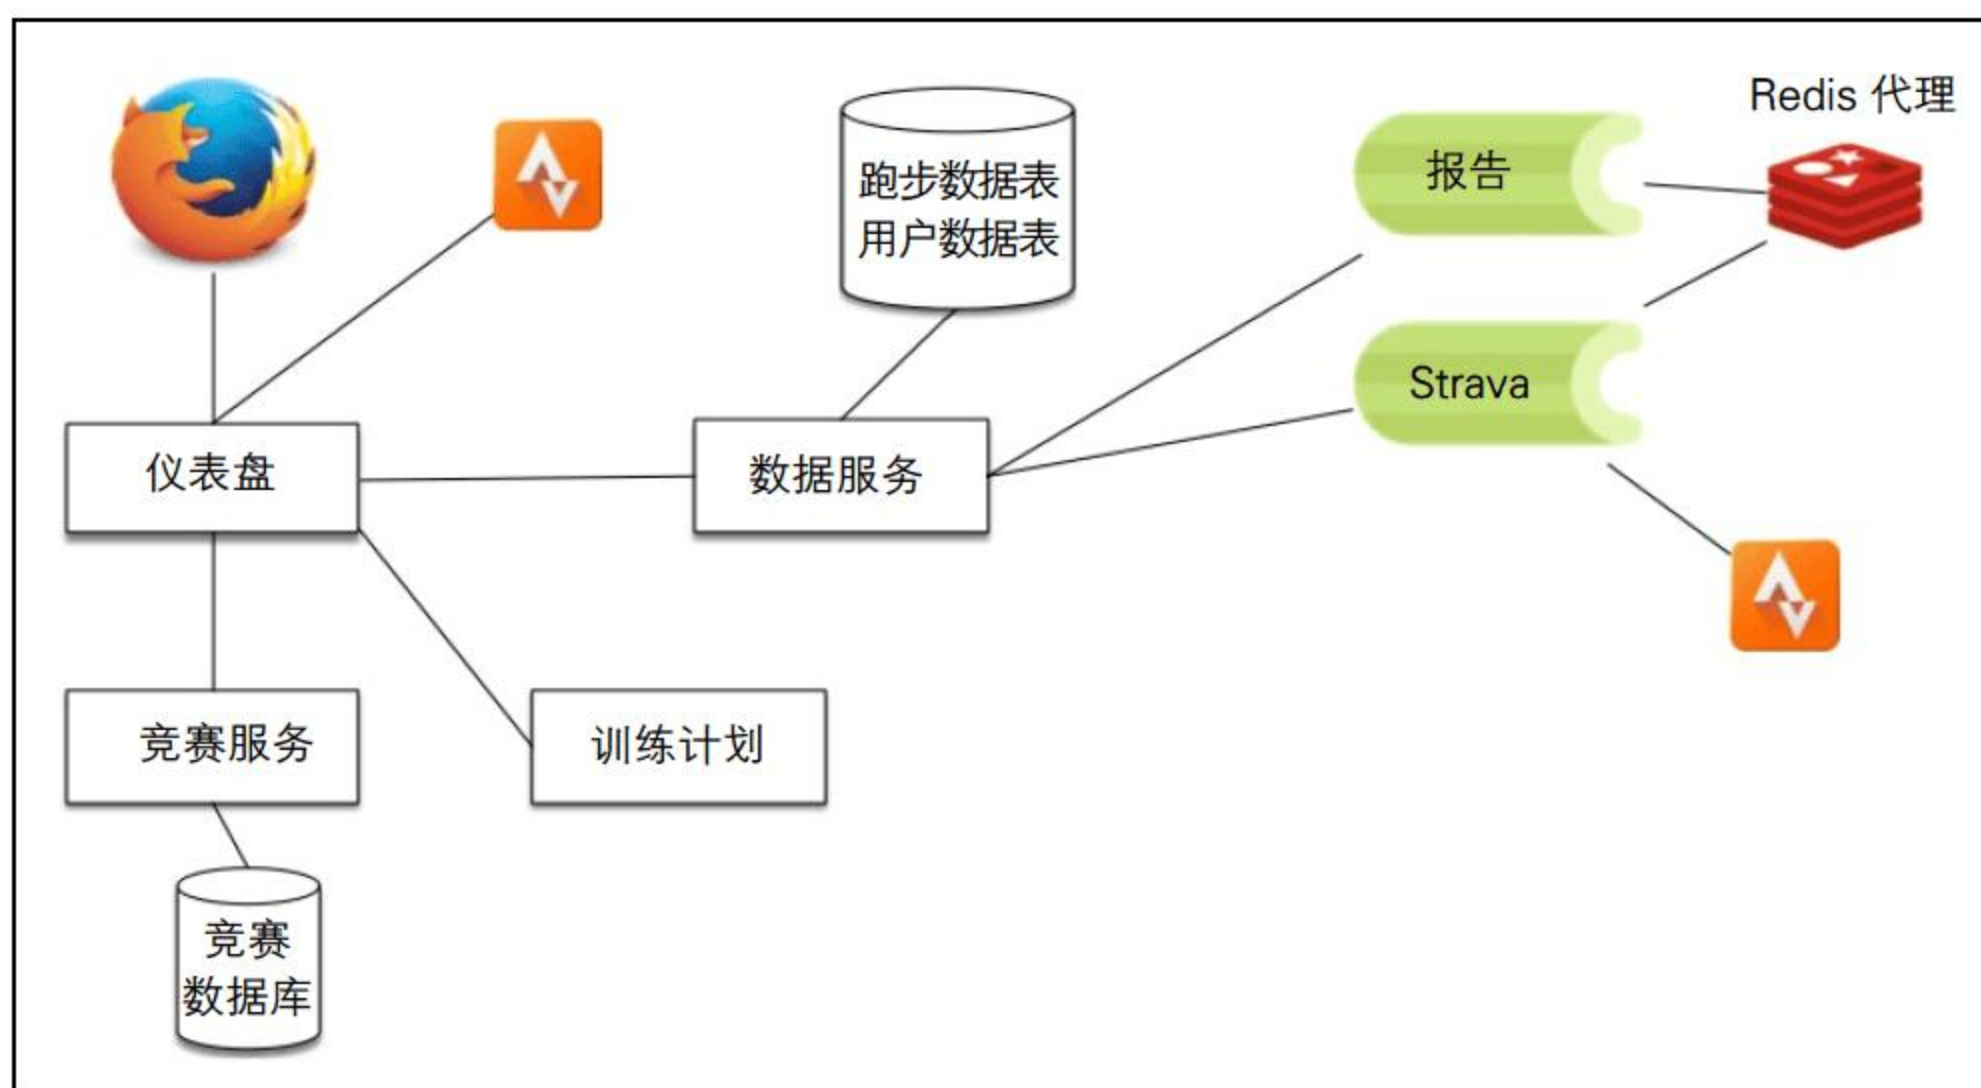 Redis 代理
跑步数据表
用户数据表
报告
Strava
仪表盘
数据服务
竞赛服务
训练计划
竞赛
数据库